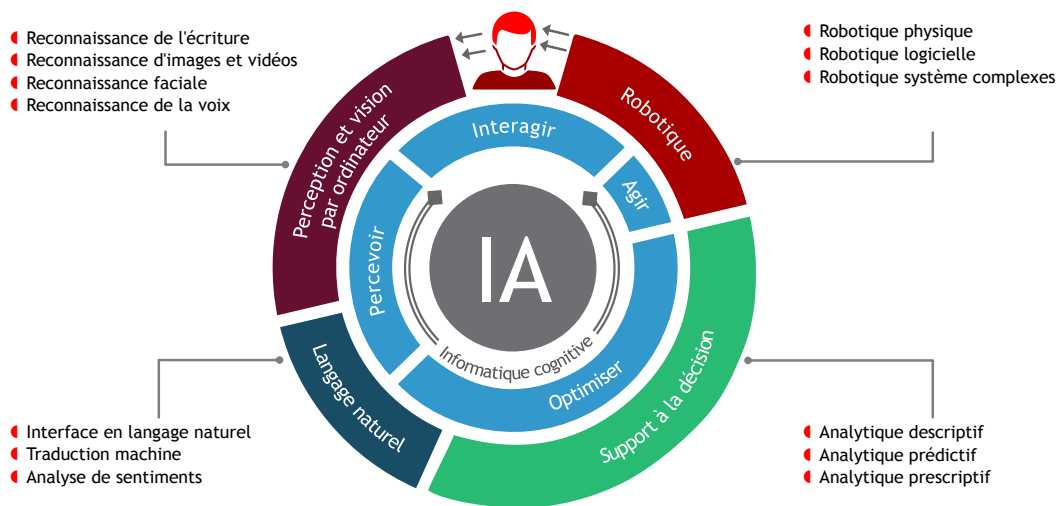 Reconnaissance de l'écriture
Reconnaissance d'images et vidéos
Reconnaissance faciale
Reconnaissance de la voix
Robotique physique
Robotique logicielle
Robotique système complexes
Perception et vision
par ordinateur
Robotique
Interagir
Agir
Percevoir
IA
Informatique cognitive
Optimiser
Langage naturel
Support à la décision
Interface en langage naturel
Traduction machine
Analyse de sentiments
Analytique descriptif
Analytique prédictif
Analytique prescriptif